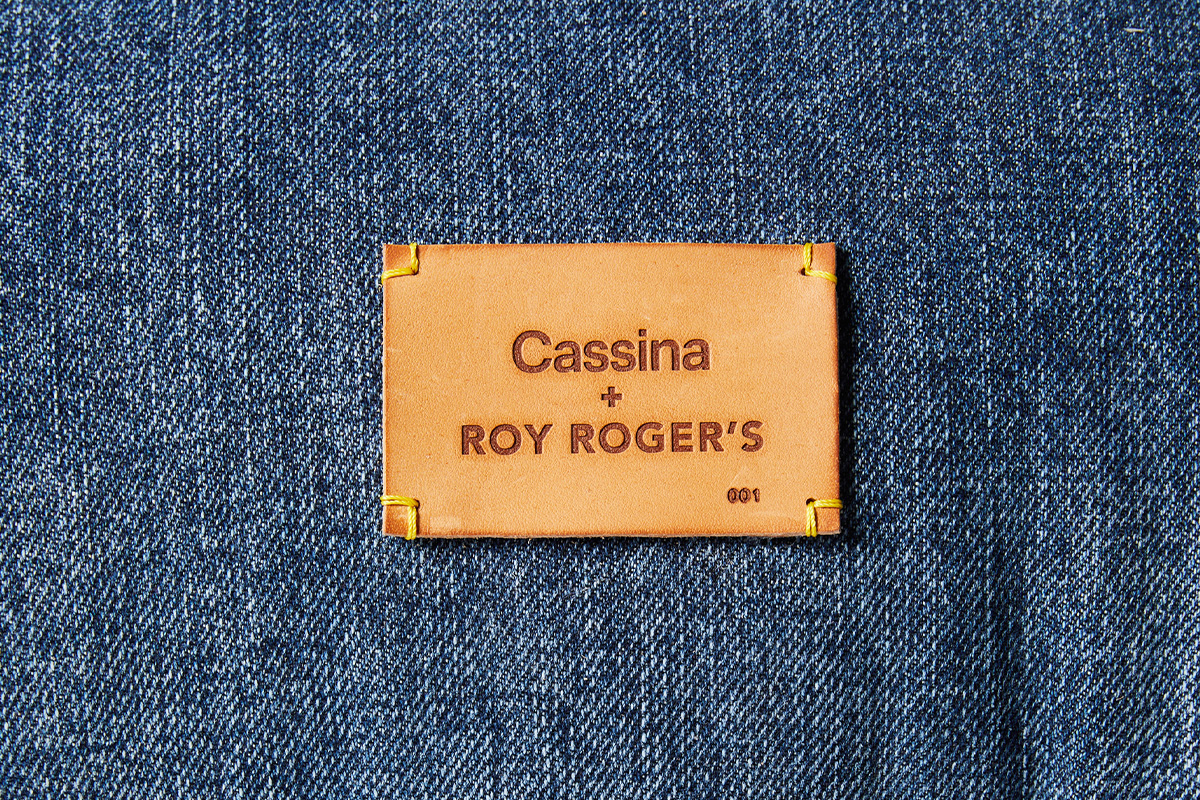 Cassina
+
ROY ROGER'S
001